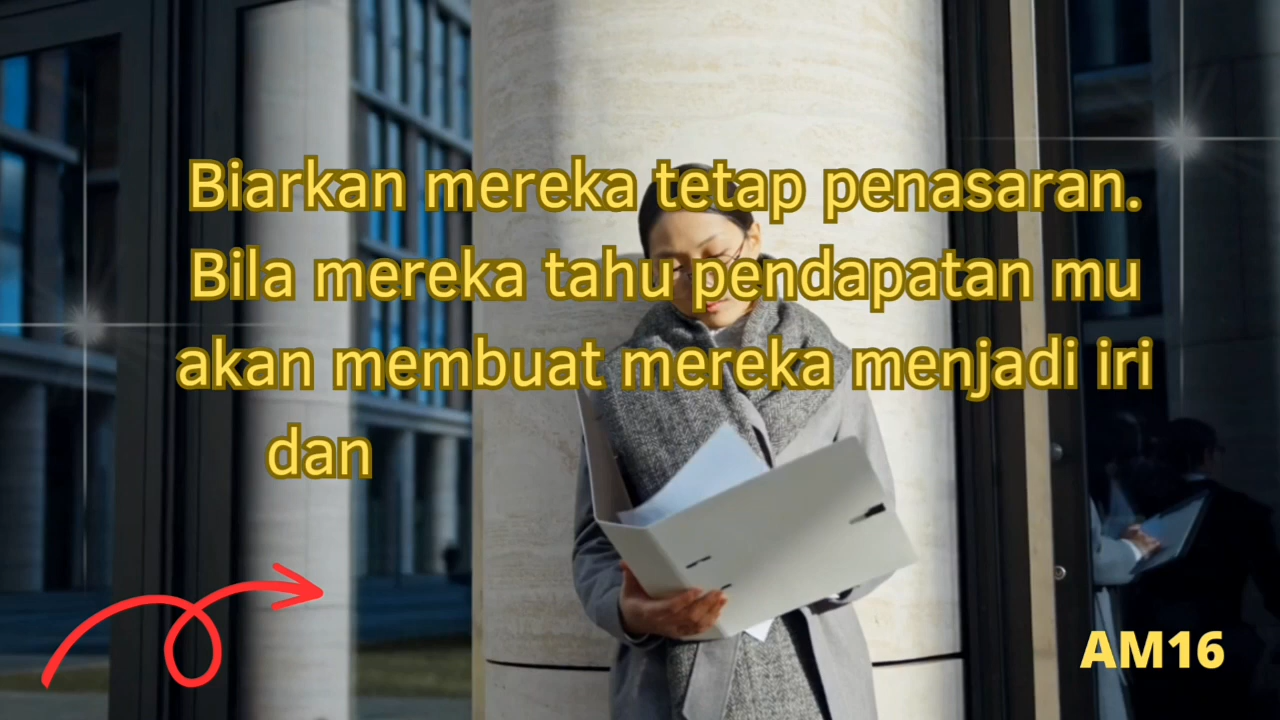 Biarkan mereka tetap penasaran.
Bila mereka tahu pendapatan mu
akan membuat mereka menjadi iri
dan
AM16